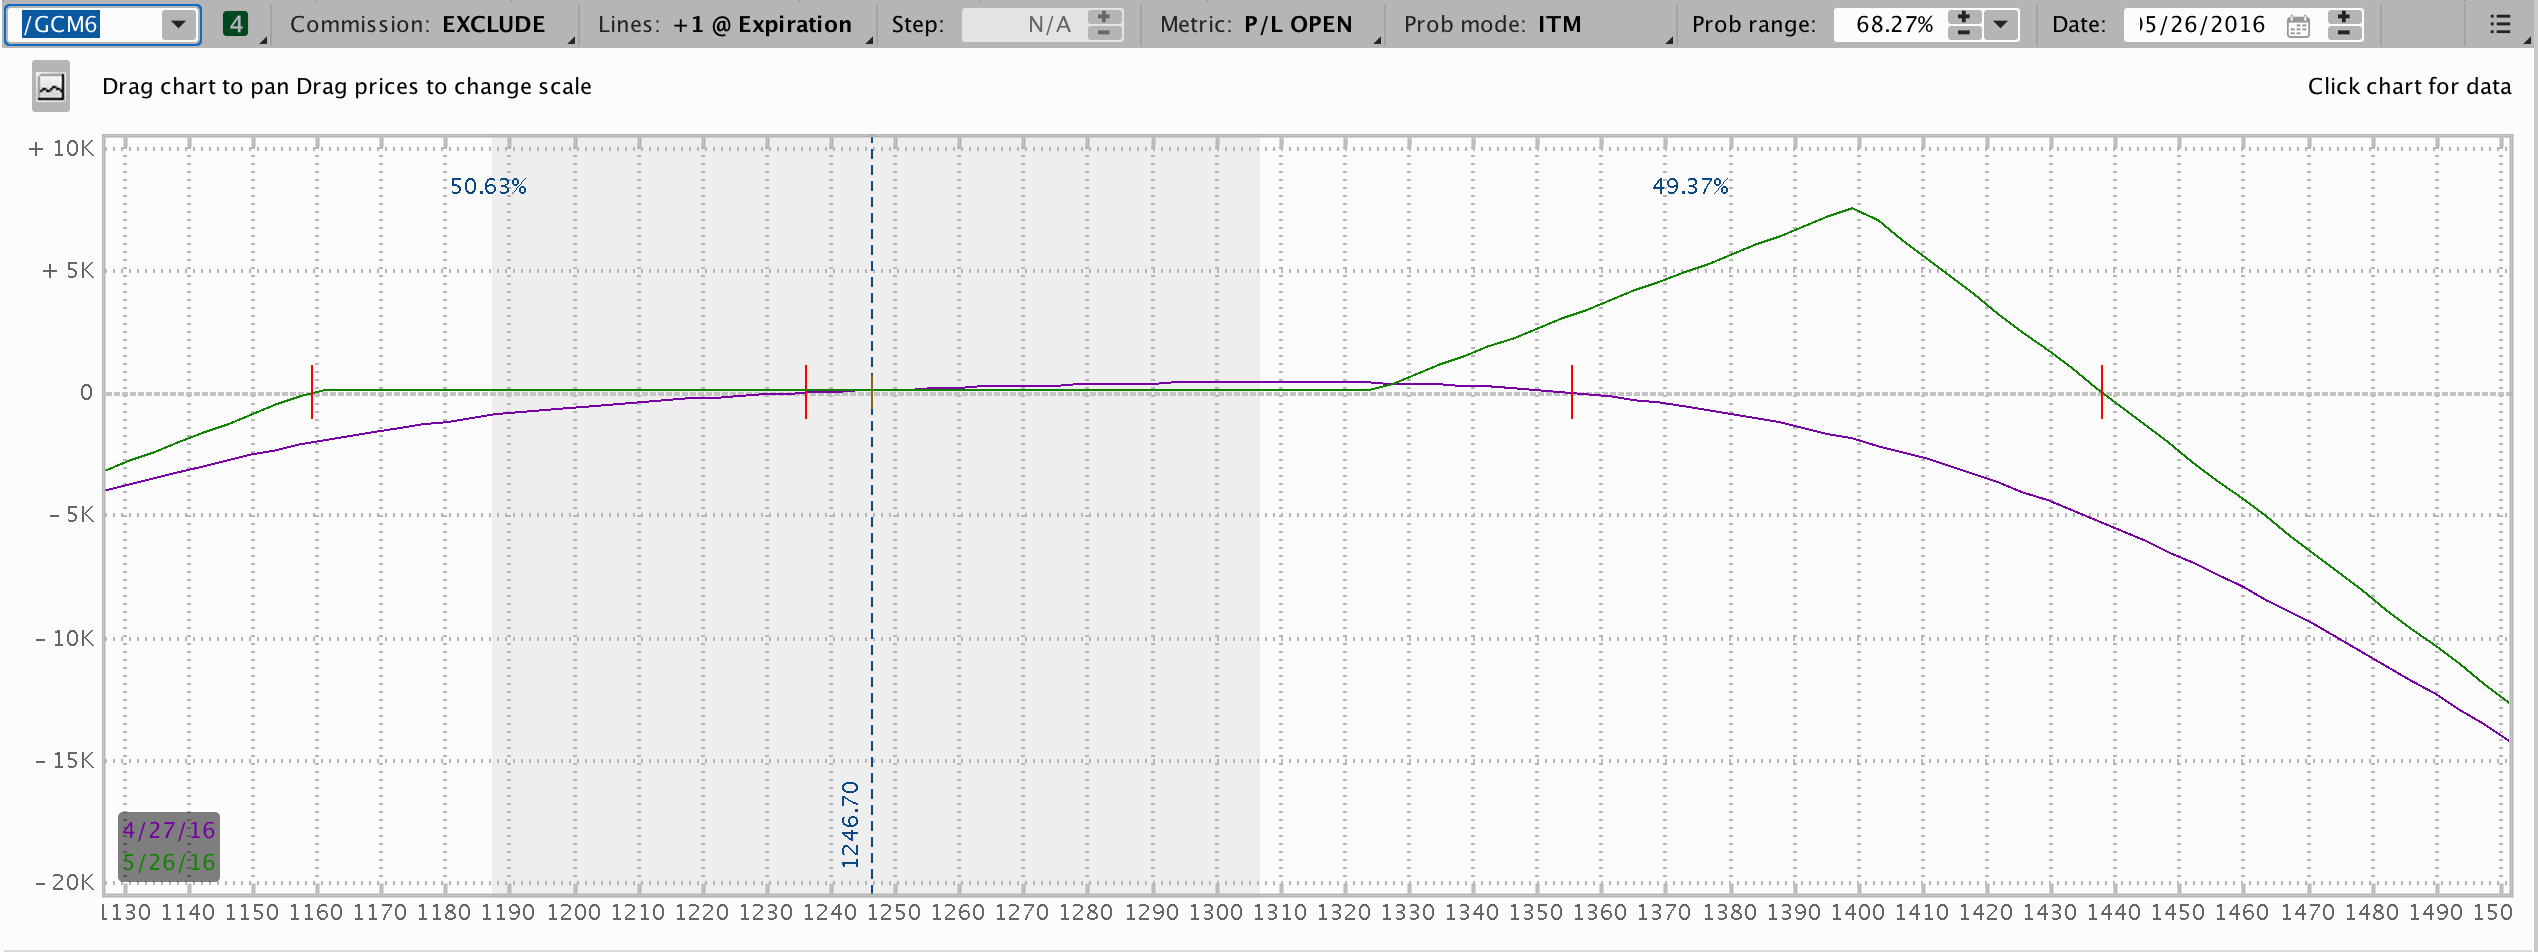 /GCM6 4 Commission: EXCLUDE Lines: +1 @ Expiration Step: N/A Metric: P/L OPEN Prob mode: ITM Prob range: 68.27% Date: 05/26/2016
Drag chart to pan Drag prices to change scale Click chart for data
+ 10K
50.63% 49.37%
+ 5K
0
- 5K
- 10K
- 15K
1246.70
4/27/16
5/26/16
- 20K
1130 1140 1150 1160 1170 1180 1190 1200 1210 1220 1230 1240 1250 1260 1270 1280 1290 1300 1310 1320 1330 1340 1350 1360 1370 1380 1390 1400 1410 1420 1430 1440 1450 1460 1470 1480 1490 150